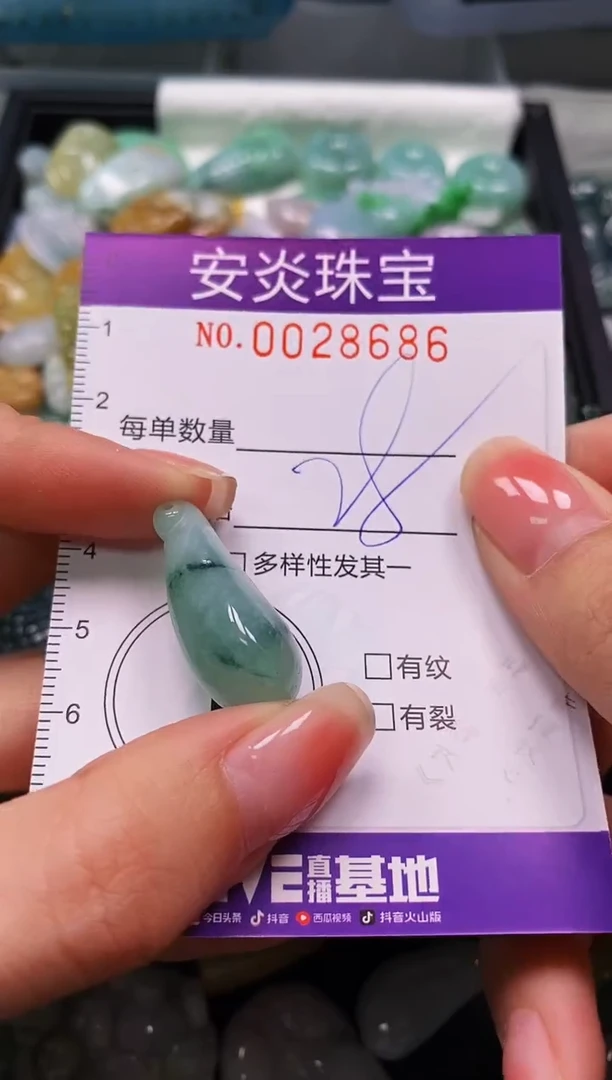 安炎珠宝
NO.0028686
1
2
每单数量
4
多样性发其一
5
有纹
6
有裂
直播
基地
今日头条 抖音 西瓜视频 抖音火山版